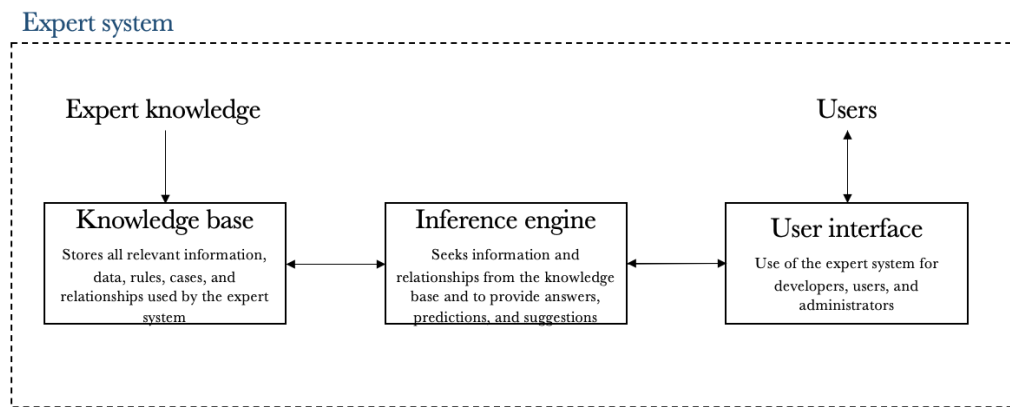 Expert system
Expert knowledge
Users
Knowledge base
Stores all relevant information,
data, rules, cases, and
relationships used by the expert
system
Inference engine
Seeks information and
relationships from the knowledge
base and to provide answers,
predictions, and suggestions
User interface
Use of the expert system for
developers, users, and
administrators